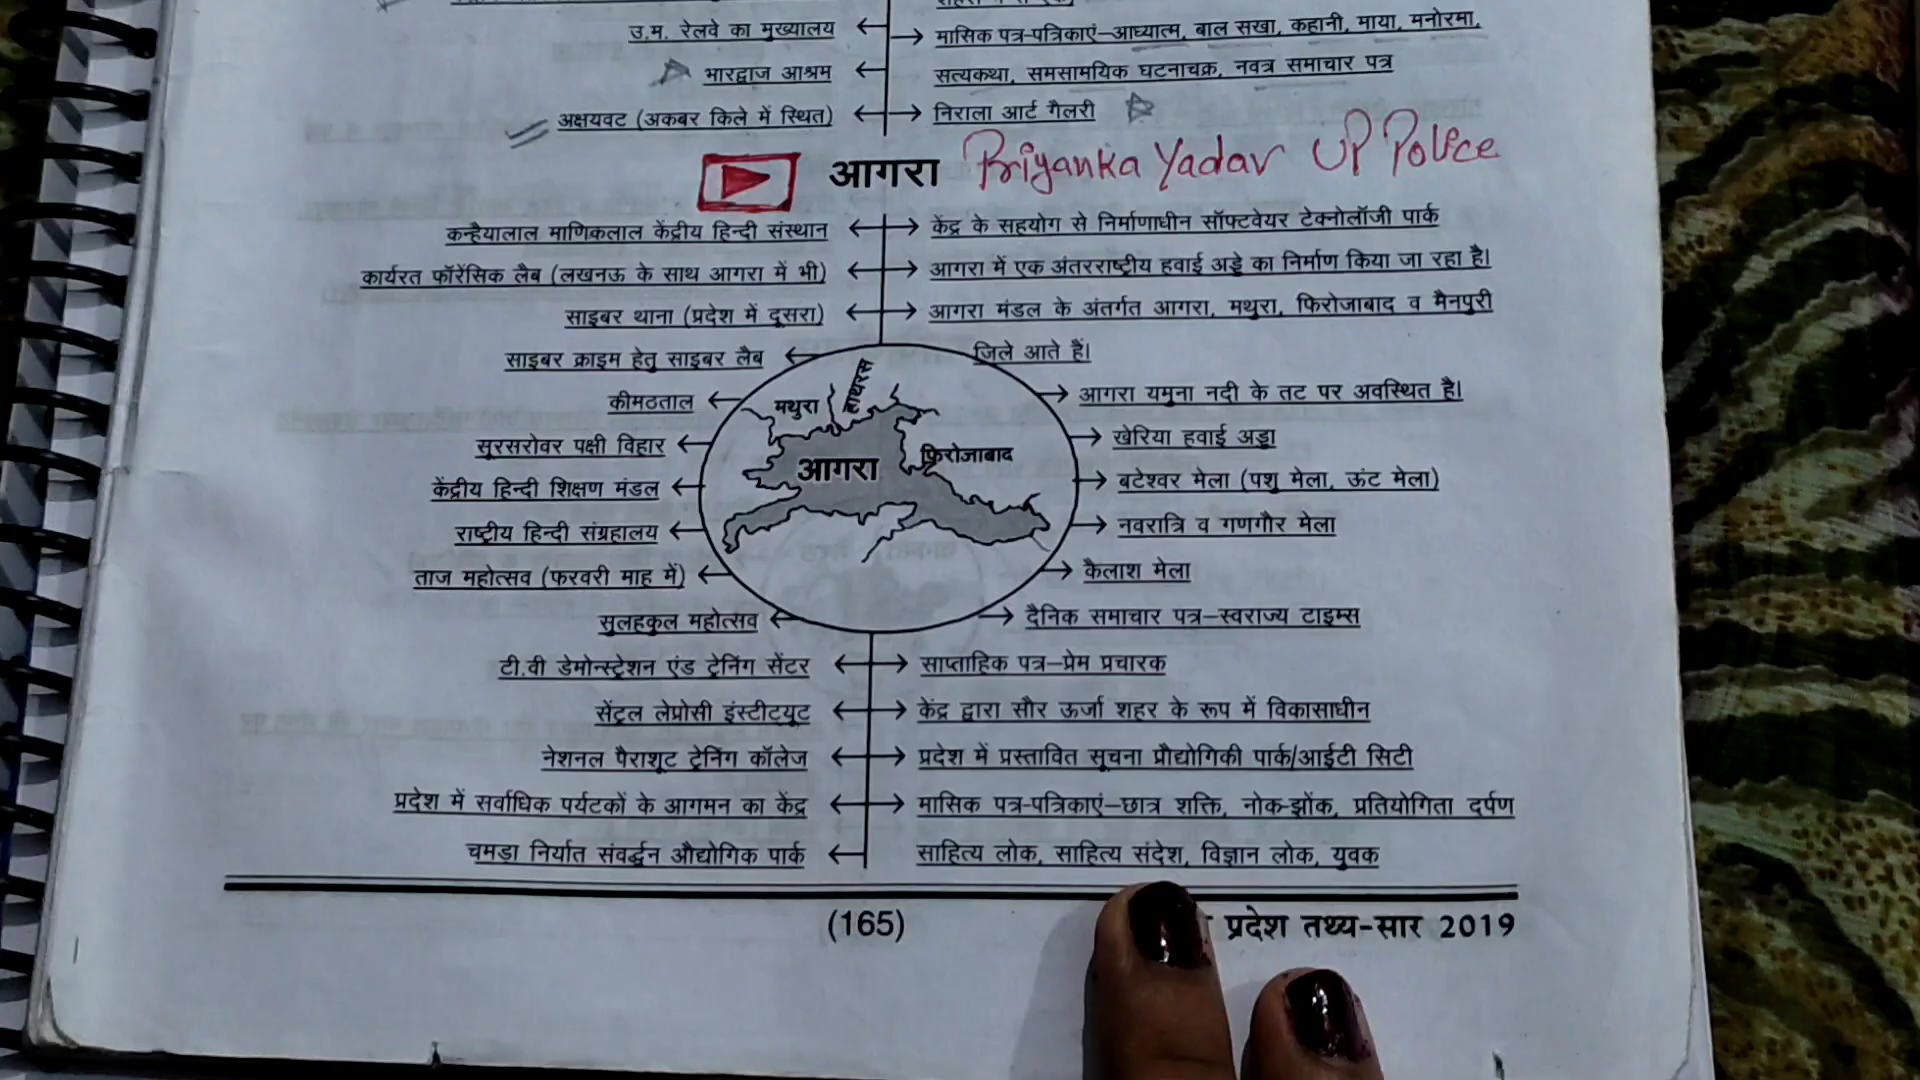 उ.म. रेलवे का मुख्यालय
मासिक पत्र-पत्रिकाएं–आध्यात्म, बाल सखा, कहानी, माया, मनोरमा,
भारद्वाज आश्रम
सत्यकथा, समसामयिक घटनाचक्र, नवत्र समाचार पत्र
अक्षयवट (अकबर किले में स्थित)
निराला आर्ट गैलरी
आगरा Priyanka Yadav UP Police
कन्हैयालाल माणिकलाल केंद्रीय हिन्दी संस्थान
केंद्र के सहयोग से निर्माणाधीन सॉफ्टवेयर टेक्नोलॉजी पार्क
कार्यरत फॉरेंसिक लैब (लखनऊ के साथ आगरा में भी)
आगरा में एक अंतरराष्ट्रीय हवाई अड्डे का निर्माण किया जा रहा है।
साइबर थाना (प्रदेश में दूसरा)
आगरा मंडल के अंतर्गत आगरा, मथुरा, फिरोजाबाद व मैनपुरी
साइबर क्राइम हेतु साइबर लैब
जिले आते हैं।
कीमठताल
मथुरा
हाथरस
आगरा यमुना नदी के तट पर अवस्थित है।
सूरसरोवर पक्षी विहार
आगरा
फ़िरोजाबाद
खेरिया हवाई अड्डा
केंद्रीय हिन्दी शिक्षण मंडल
बटेश्वर मेला (पशु मेला, ऊंट मेला)
राष्ट्रीय हिन्दी संग्रहालय
नवरात्रि व गणगौर मेला
ताज महोत्सव (फरवरी माह में)
कैलाश मेला
सुलहकुल महोत्सव
दैनिक समाचार पत्र–स्वराज्य टाइम्स
टी.वी डेमोन्स्ट्रेशन एंड ट्रेनिंग सेंटर
साप्ताहिक पत्र–प्रेम प्रचारक
सेंट्रल लेप्रोसी इंस्टीट्यूट
केंद्र द्वारा सौर ऊर्जा शहर के रूप में विकासाधीन
नेशनल पैराशूट ट्रेनिंग कॉलेज
प्रदेश में प्रस्तावित सूचना प्रौद्योगिकी पार्क/आईटी सिटी
प्रदेश में सर्वाधिक पर्यटकों के आगमन का केंद्र
मासिक पत्र-पत्रिकाएं–छात्र शक्ति, नोक-झोंक, प्रतियोगिता दर्पण
चमड़ा निर्यात संवर्द्धन औद्योगिक पार्क
साहित्य लोक, साहित्य संदेश, विज्ञान लोक, युवक
(165)
प्रदेश तथ्य–सार 2019